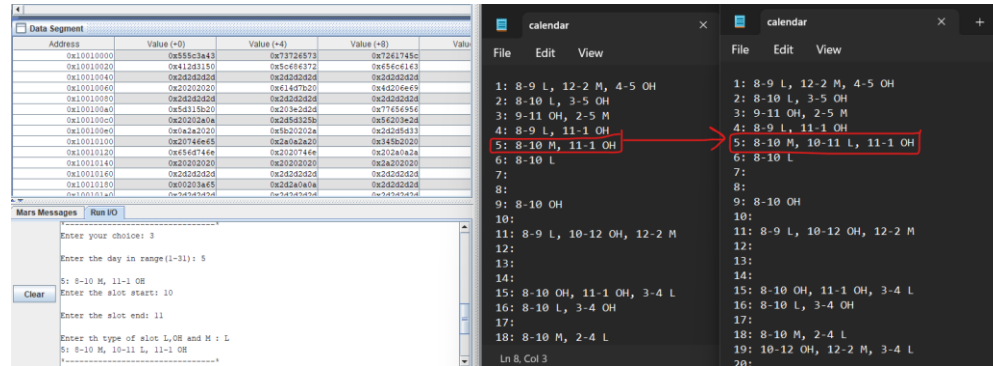 Data Segment
Address Value (+0) Value (+4) Value (+8) Valu
0x10010000 0x555c3a43 0x73726573 0x7261745c
0x10010020 0x412d3150 0x5c686372 0x656c6163
0x10010040 0x2d2d2d2d 0x2d2d2d2d 0x2d2d2d2d
0x10010060 0x20202020 0x614d7b20 0x4d206e69
0x10010080 0x2d2d2d2d 0x2d2d2d2d 0x2d2d2d2d
0x100100a0 0x5d315b20 0x203e2d2d 0x77656956
0x100100c0 0x20202a0a 0x2d5d325b 0x56203e2d
0x100100e0 0x0a2a2020 0x5b20202a 0x2d2d5d33
0x10010100 0x20746e65 0x2a0a2a20 0x345b2020
0x10010120 0x656d746e 0x2020746e 0x202a0a2a
0x10010140 0x20202020 0x20202020 0x2a202020
0x10010160 0x2d2d2d2d 0x2d2d2d2d 0x2d2d2d2d
0x10010180 0x00203a65 0x2d2a0a0a 0x2d2d2d2d
0x100101a0 0x2d2d2d2d 0x2d2d2d2d 0x2d2d2d2d
Mars Messages Run I/O
Clear
Enter your choice: 3
Enter the day in range(1-31): 5
5: 8-10 M, 11-1 OH
Enter the slot start: 10
Enter the slot end: 11
Enter th type of slot L,OH and M : L
5: 8-10 M, 10-11 L, 11-1 OH
calendar ×
File Edit View
1: 8-9 L, 12-2 M, 4-5 OH
2: 8-10 L, 3-5 OH
3: 9-11 OH, 2-5 M
4: 8-9 L, 11-1 OH
5: 8-10 M, 11-1 OH
6: 8-10 L
7:
8:
9: 8-10 OH
10:
11: 8-9 L, 10-12 OH, 12-2 M
12:
13:
14:
15: 8-10 OH, 11-1 OH, 3-4 L
16: 8-10 L, 3-4 OH
17:
18: 8-10 M, 2-4 L
Ln 8, Col 3
calendar × +
File Edit View
1: 8-9 L, 12-2 M, 4-5 OH
2: 8-10 L, 3-5 OH
3: 9-11 OH, 2-5 M
4: 8-9 L, 11-1 OH
5: 8-10 M, 10-11 L, 11-1 OH
6: 8-10 L
7:
8:
9: 8-10 OH
10:
11: 8-9 L, 10-12 OH, 12-2 M
12:
13:
14:
15: 8-10 OH, 11-1 OH, 3-4 L
16: 8-10 L, 3-4 OH
17:
18: 8-10 M, 2-4 L
19: 10-12 OH, 12-2 M, 3-4 L
20: